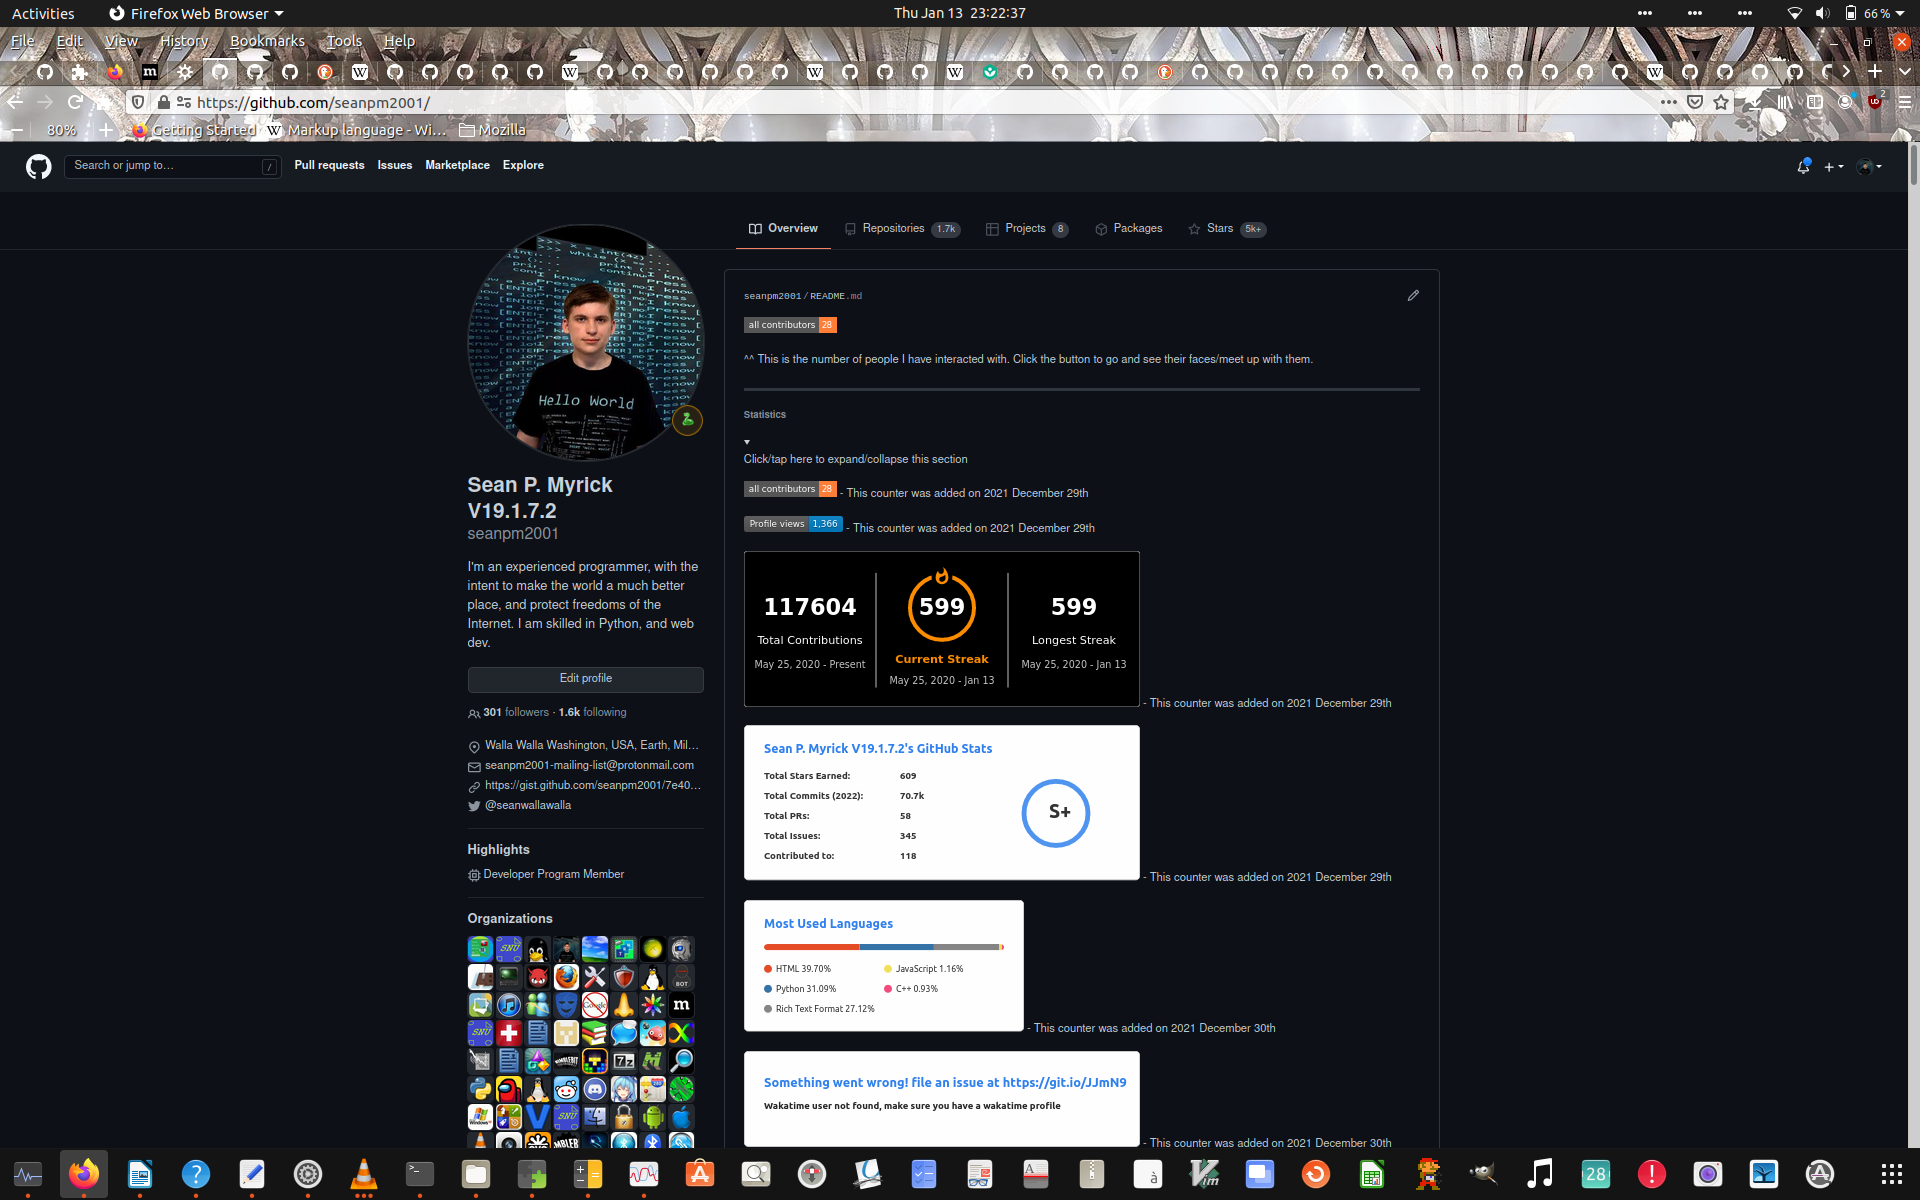 Activities
Firefox Web Browser
Thu Jan 13 23:22:37
66 %
File Edit View History Bookmarks Tools Help
https://github.com/seanpm2001/
80%
Getting Started
Markup language - Wi…
Mozilla
Search or jump to…
/
Pull requests Issues Marketplace Explore
Overview
Repositories 1.7k
Projects 8
Packages
Stars 5k+
Hello World
Sean P. Myrick
V19.1.7.2
seanpm2001
I'm an experienced programmer, with the
intent to make the world a much better
place, and protect freedoms of the
Internet. I am skilled in Python, and web
dev.
Edit profile
301 followers · 1.6k following
Walla Walla Washington, USA, Earth, Mil…
seanpm2001-mailing-list@protonmail.com
https://gist.github.com/seanpm2001/7e40…
@seanwallawalla
Highlights
Developer Program Member
Organizations
seanpm2001/README.md
all contributors 28
^^ This is the number of people I have interacted with. Click the button to go and see their faces/meet up with them.
Statistics
Click/tap here to expand/collapse this section
all contributors 28 - This counter was added on 2021 December 29th
Profile views 1,366 - This counter was added on 2021 December 29th
117604
Total Contributions
May 25, 2020 - Present
599
Current Streak
May 25, 2020 - Jan 13
599
Longest Streak
May 25, 2020 - Jan 13
- This counter was added on 2021 December 29th
Sean P. Myrick V19.1.7.2's GitHub Stats
Total Stars Earned: 609
Total Commits (2022): 70.7k
Total PRs: 58
Total Issues: 345
Contributed to: 118
S+
- This counter was added on 2021 December 29th
Most Used Languages
HTML 39.70%
JavaScript 1.16%
Python 31.09%
C++ 0.93%
Rich Text Format 27.12%
- This counter was added on 2021 December 30th
Something went wrong! file an issue at https://git.io/JJmN9
Wakatime user not found, make sure you have a wakatime profile
- This counter was added on 2021 December 30th
28